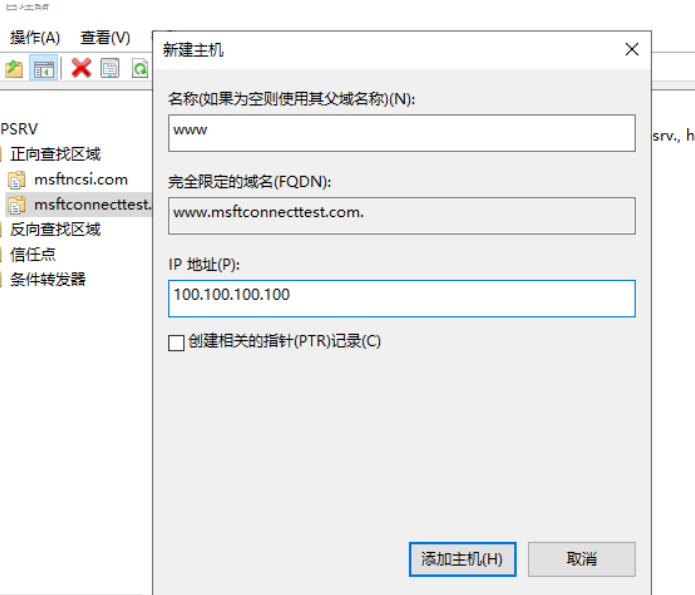 操作(A) 查看(V)
新建主机
名称(如果为空则使用其父域名称)(N):
www
完全限定的域名(FQDN):
www.msftconnecttest.com.
IP 地址(P):
100.100.100.100
创建相关的指针(PTR)记录(C)
添加主机(H) 取消
PSRV
正向查找区域
msftncsi.com
msftconnecttest.
反向查找区域
信任点
条件转发器
srv., h